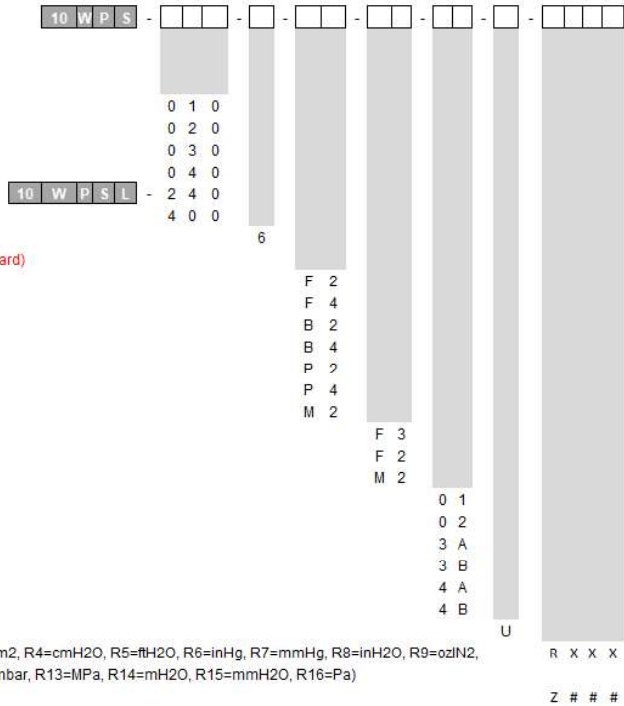 10 W P S - - - - - - -
0 1 0
0 2 0
0 3 0
0 4 0
10 W P S L - 2 4 0
4 0 0
6
ard)
F 2
F 4
B 2
B 4
P 2
P 4
M 2
F 3
F 2
M 2
0 1
0 2
3 A
3 B
4 A
4 B
U
m2, R4=cmH2O, R5=ftH2O, R6=inHg, R7=mmHg, R8=inH2O, R9=ozIN2, R X X X
mbar, R13=MPa, R14=mH2O, R15=mmH2O, R16=Pa)
Z # # #